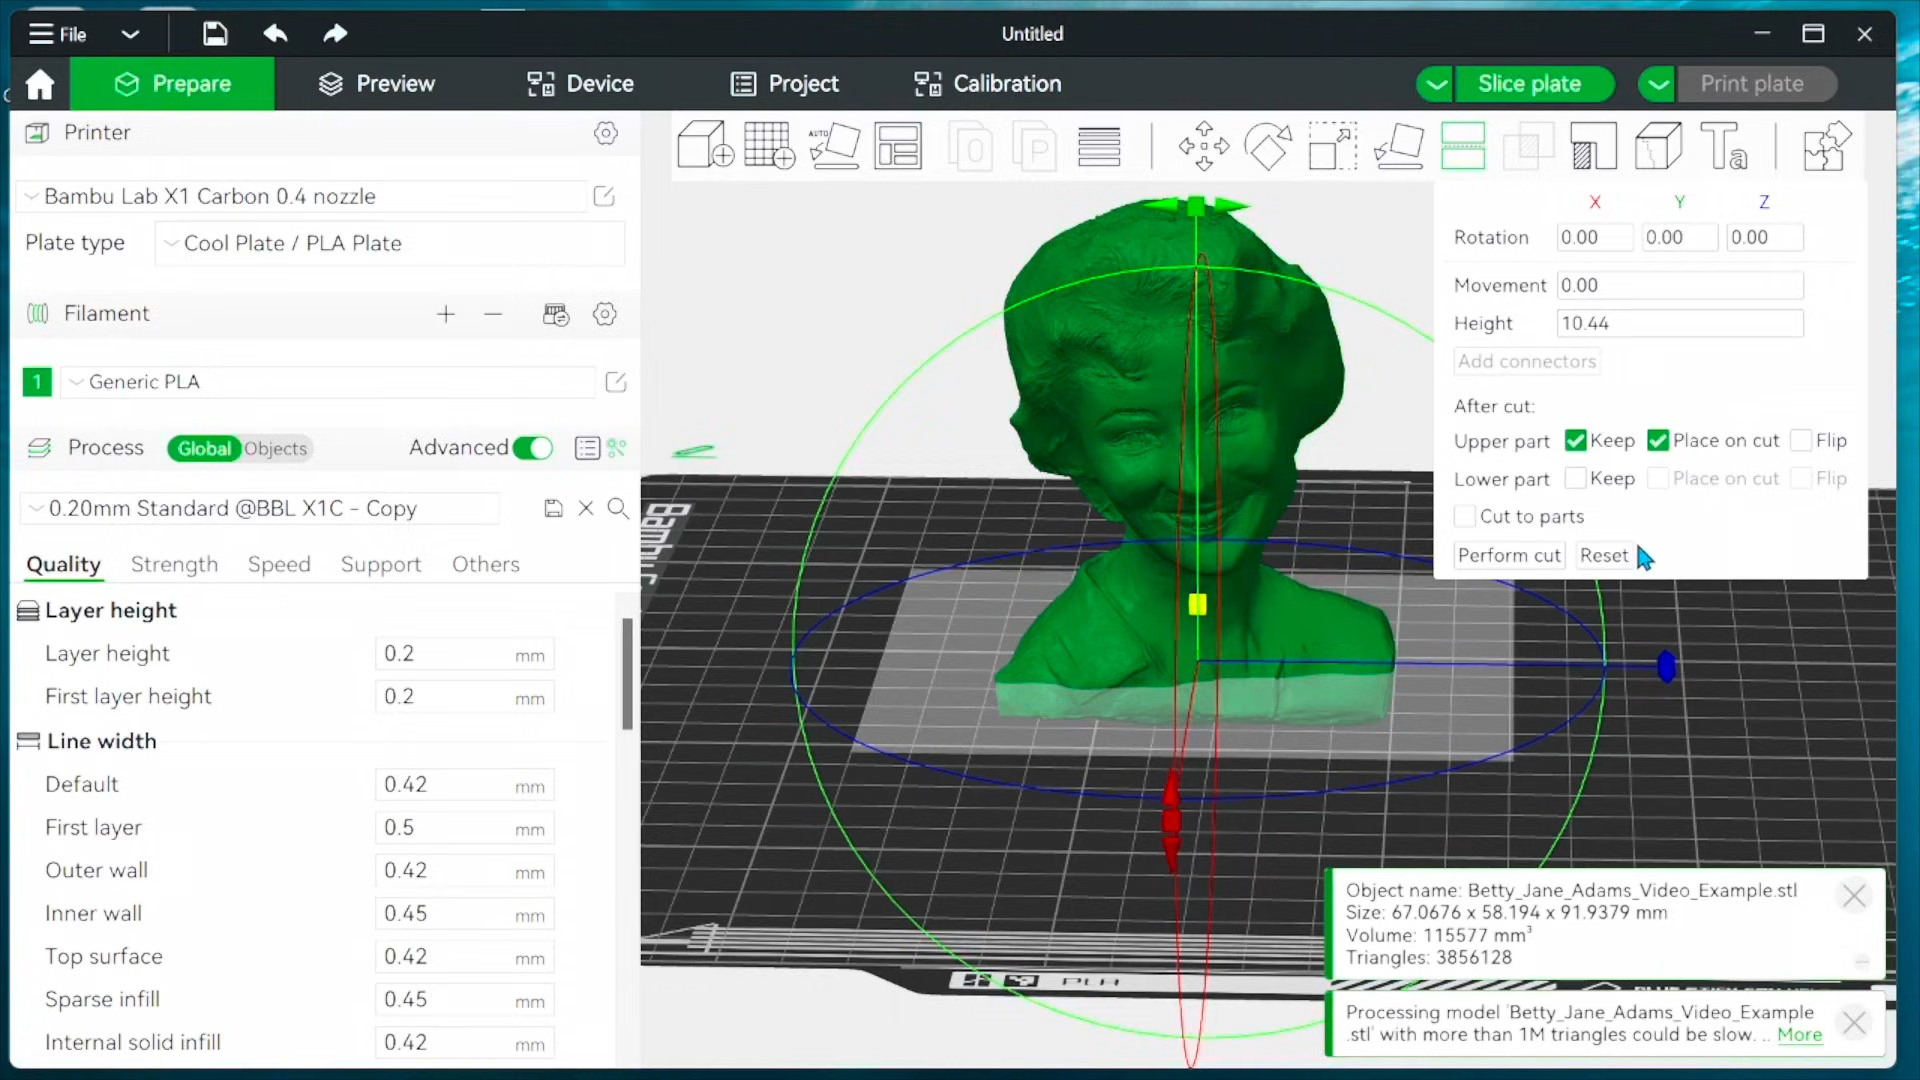 File
Untitled
Prepare
Preview
Device
Project
Calibration
Slice plate
Print plate
Printer
Bambu Lab X1 Carbon 0.4 nozzle
Plate type
Cool Plate / PLA Plate
Filament
1
Generic PLA
Process
Global
Objects
Advanced
0.20mm Standard @BBL X1C - Copy
Quality
Strength
Speed
Support
Others
Layer height
Layer height 0.2 mm
First layer height 0.2 mm
Line width
Default 0.42 mm
First layer 0.5 mm
Outer wall 0.42 mm
Inner wall 0.45 mm
Top surface 0.42 mm
Sparse infill 0.45 mm
Internal solid infill 0.42 mm
AUTO
O
P
Ta
X Y Z
Rotation 0.00 0.00 0.00
Movement 0.00
Height 10.44
Add connectors
After cut:
Upper part Keep Place on cut Flip
Lower part Keep Place on cut Flip
Cut to parts
Perform cut Reset
Bambu
PLA
Object name: Betty_Jane_Adams_Video_Example.stl
Size: 67.0676 x 58.194 x 91.9379 mm
Volume: 115577 mm³
Triangles: 3856128
Processing model 'Betty_Jane_Adams_Video_Example
.stl' with more than 1M triangles could be slow. .. More